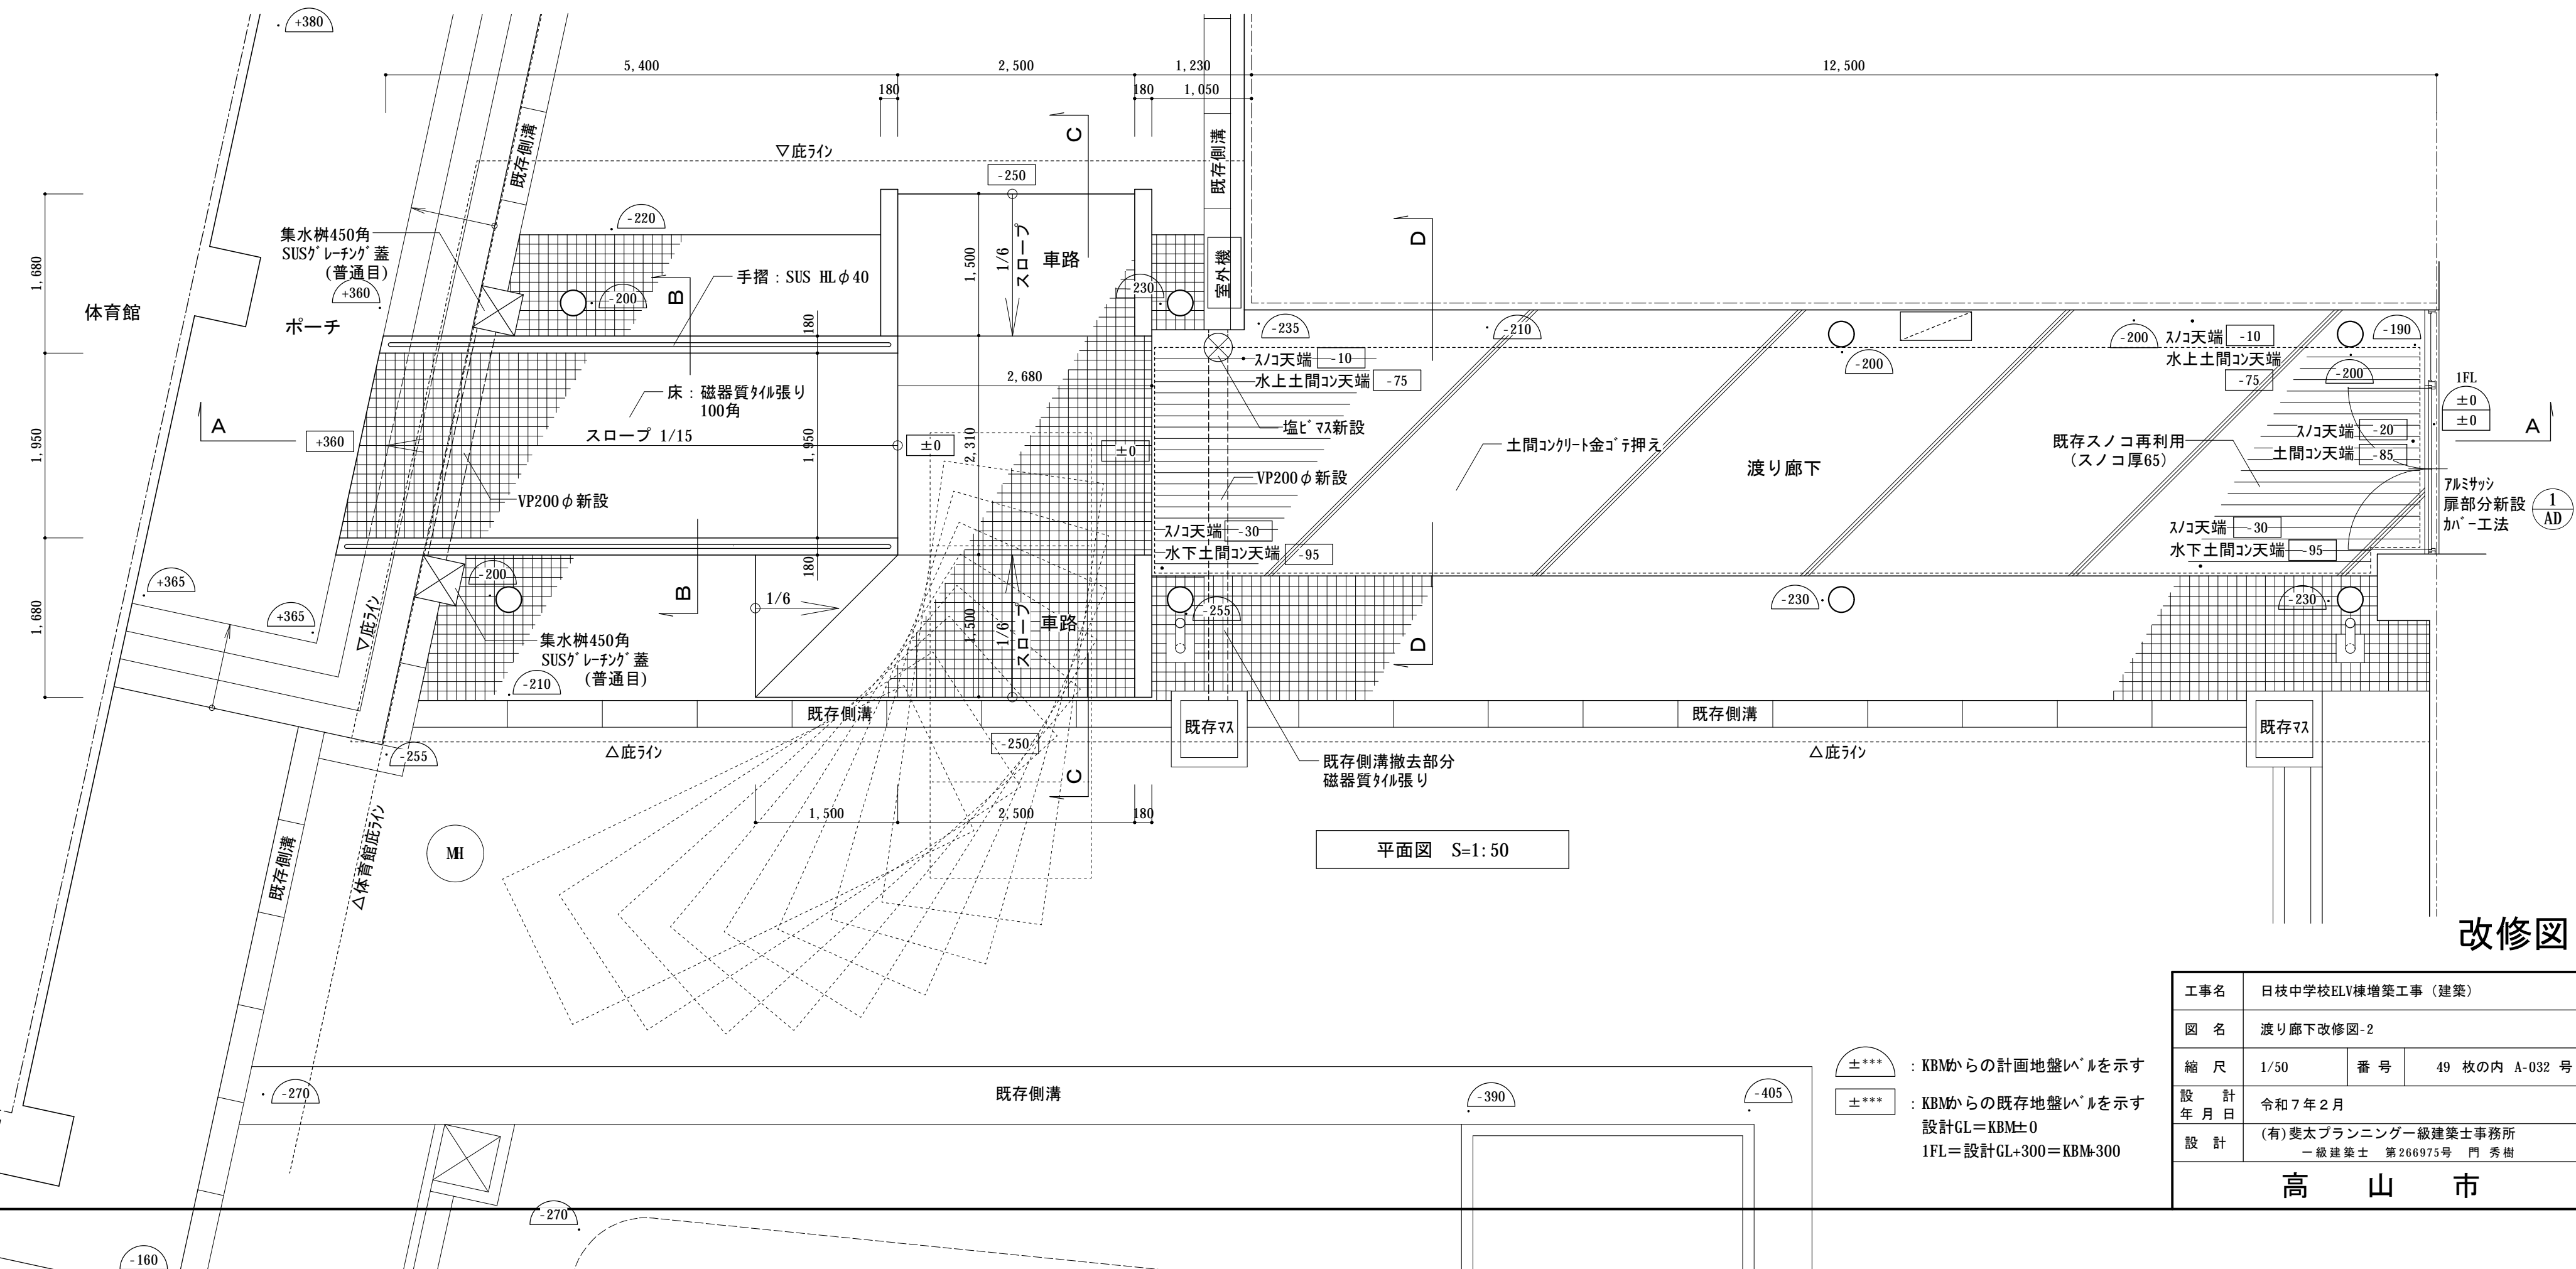 +380
5,400
2,500
1,230
12,500
180
180
1,050
C
▽庇ライン
既存側溝
既存側溝
-250
-220
集水桝450角
SUSｸﾞﾚｰﾁﾝｸﾞ蓋
(普通目)
+360
1,680
体育館
ポーチ
-200
B
手摺：SUS HLφ40
180
1,500
1/6
スロープ
車路
-230
室外機
D
-235
-210
-200
-200
ｽﾉｺ天端 -10
水上土間ｺﾝ天端
-75
-190
-200
ｽﾉｺ天端 -10
水上土間ｺﾝ天端 -75
1FL
±0
±0
2,680
床：磁器質ﾀｲﾙ張り
100角
A
+360
スロープ 1/15
1,950
1,950
±0
2,310
±0
塩ﾋﾞﾏｽ新設
土間ｺﾝｸﾘｰﾄ金ｺﾞﾃ押え
渡り廊下
既存スノコ再利用
(スノコ厚65)
ｽﾉｺ天端 -20
土間ｺﾝ天端 -85
A
VP200φ新設
VP200φ新設
ｱﾙﾐｻｯｼ
扉部分新設
ｶﾊﾞｰ工法
1
AD
ｽﾉｺ天端 -30
水下土間ｺﾝ天端 -95
ｽﾉｺ天端 -30
水下土間ｺﾝ天端 -95
180
+365
+365
1,680
▽庇ライン
-200
B
1/6
1,500
1/6
スロープ
車路
-255
-230
-230
D
集水桝450角
SUSｸﾞﾚｰﾁﾝｸﾞ蓋
(普通目)
-210
既存側溝
既存ﾏｽ
既存側溝
既存ﾏｽ
-255
△庇ライン
-250
C
△庇ライン
既存側溝撤去部分
磁器質ﾀｲﾙ張り
1,500
2,500
180
MH
既存側溝
△体育館庇ﾗｲﾝ
平面図 S=1:50
改修図
-270
既存側溝
-390
-405
±***
：KBMからの計画地盤ﾚﾍﾞﾙを示す
±***
：KBMからの既存地盤ﾚﾍﾞﾙを示す
設計GL＝KBM±0
1FL＝設計GL+300＝KBM+300
工事名 日枝中学校ELV棟増築工事（建築）
図 名 渡り廊下改修図-2
縮 尺 1/50 番 号 49 枚の内 A-032 号
設 計
年 月 日
令和７年２月
設 計
(有)斐太プランニング一級建築士事務所
一級建築士 第266975号 門 秀樹
高 山 市
-270
-160